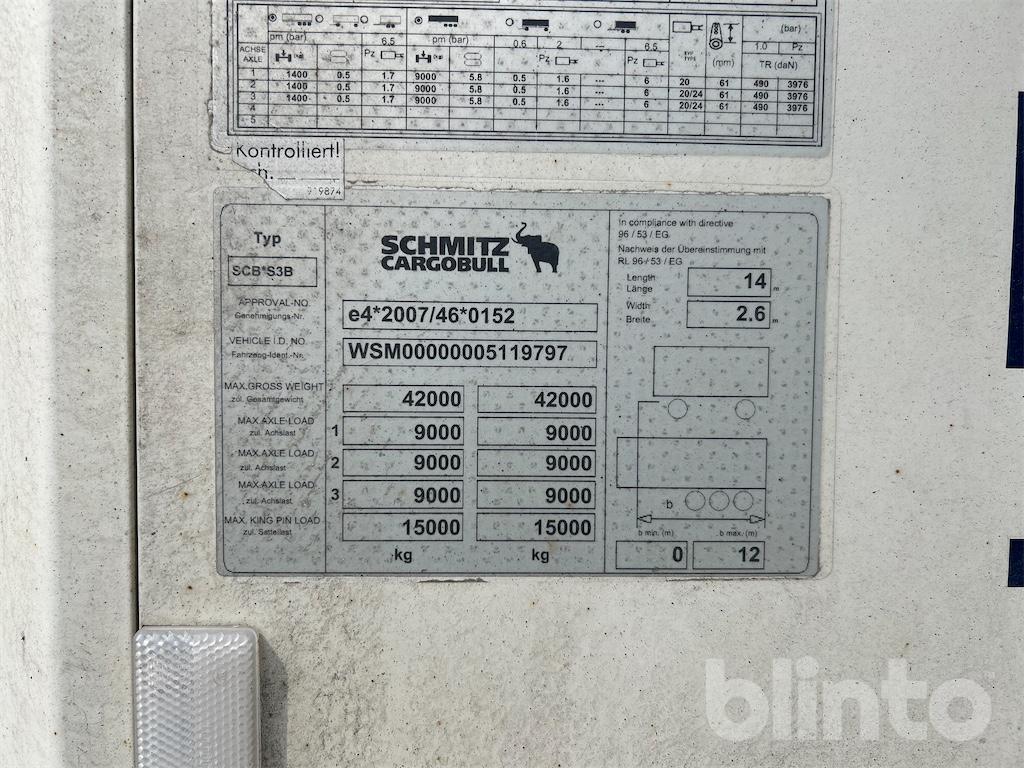 6.5 0.6 2 ... 6.5 (bar)
pm (bar) pm (bar) 1.0 Pz
ACHSE AXLE Pz Pz Pz (rpm) TR (daN)
1 1400 0.5 1.7 9000 5.8 0.5 1.6 ... 6 20 61 490 3976
2 1400 0.5 1.7 9000 5.8 0.5 1.6 ... 6 20/24 61 490 3976
3 1400 0.5 1.7 9000 5.8 0.5 1.6 ... 6 20/24 61 490 3976
4
5
Kontrolliert!
919874
Typ
SCB*S3B
SCHMITZ
CARGOBULL
APPROVAL-NO.
Genehmigungs-Nr.
e4*2007/46*0152
VEHICLE I.D. NO.
Fahrzeug-Ident.-Nr.
WSM00000005119797
MAX.GROSS WEIGHT
zul. Gesamtgewicht
42000 42000
MAX.AXLE LOAD
zul. Achslast
1 9000 9000
MAX.AXLE LOAD
zul. Achslast
2 9000 9000
MAX.AXLE LOAD
zul. Achslast
3 9000 9000
MAX. KING PIN LOAD
zul. Sattellast
15000 15000
kg kg
In compliance with directive
96 / 53 / EG
Nachweis der Übereinstimmung mit
RL 96 / 53 / EG
Length
Länge
14 m
Width
Breite
2.6 m
b
b min. (m) b max. (m)
0 12
blinto